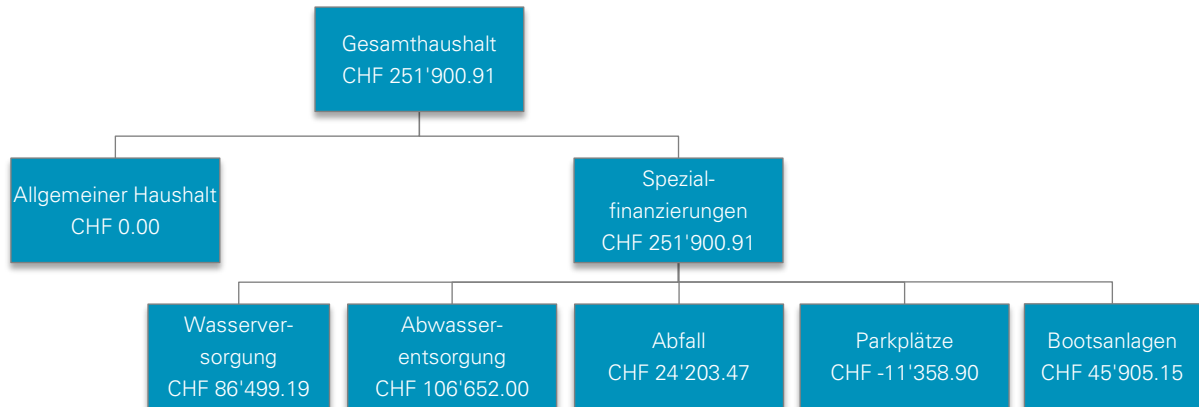 Gesamthaushalt
CHF 251'900.91
Allgemeiner Haushalt
CHF 0.00
Spezial-
finanzierungen
CHF 251'900.91
Wasserver-
sorgung
CHF 86'499.19
Abwasser-
entsorgung
CHF 106'652.00
Abfall
CHF 24'203.47
Parkplätze
CHF -11'358.90
Bootsanlagen
CHF 45'905.15